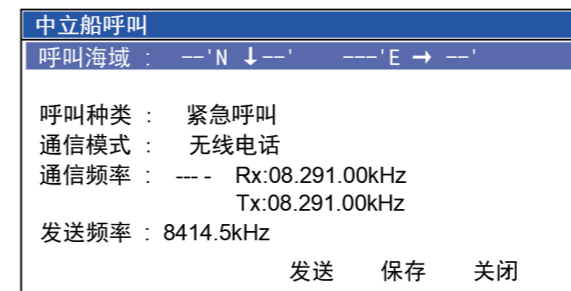 中立船呼叫
呼叫海域 : --'N ↓--' ---'E → --'
呼叫种类 : 紧急呼叫
通信模式 : 无线电话
通信频率 : --- - Rx:08.291.00kHz
Tx:08.291.00kHz
发送频率 : 8414.5kHz
发送 保存 关闭